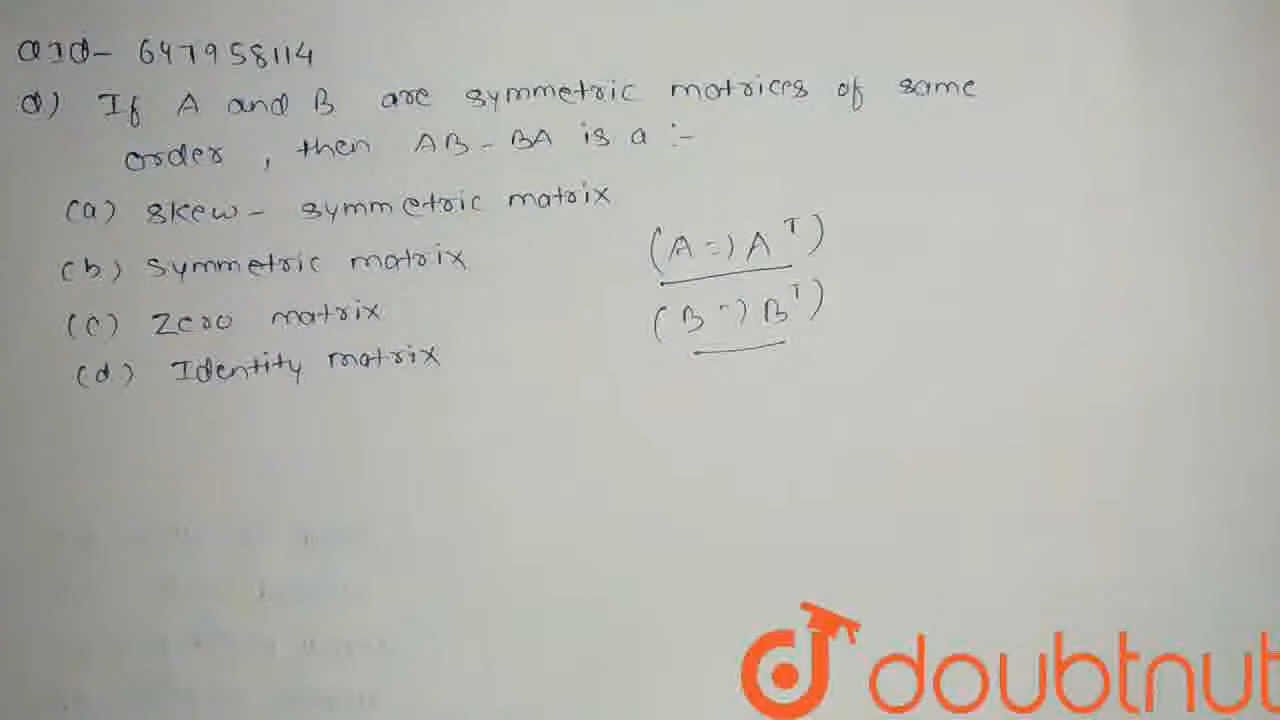 QID- 647958114
Q) If A and B are symmetric matrices of same
order, then AB - BA is a :-
(a) skew - symmetric matrix
(b) symmetric matrix
(c) Zero matrix
(d) Identity matrix
(A => A^T)
(B => B^T)
doubtnut